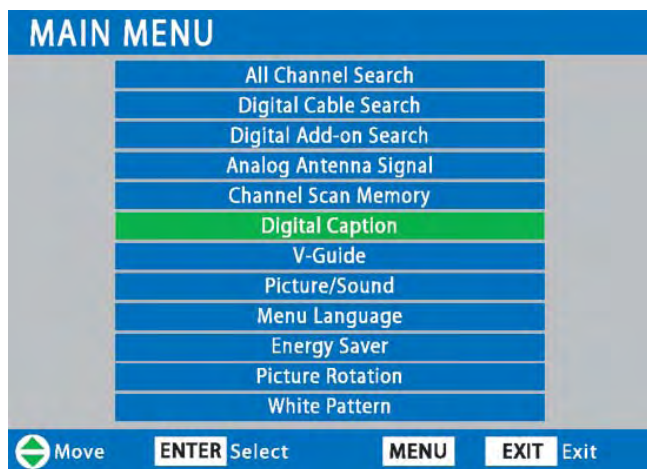 MAIN MENU
All Channel Search
Digital Cable Search
Digital Add-on Search
Analog Antenna Signal
Channel Scan Memory
Digital Caption
V-Guide
Picture/Sound
Menu Language
Energy Saver
Picture Rotation
White Pattern
Move ENTER Select MENU EXIT Exit